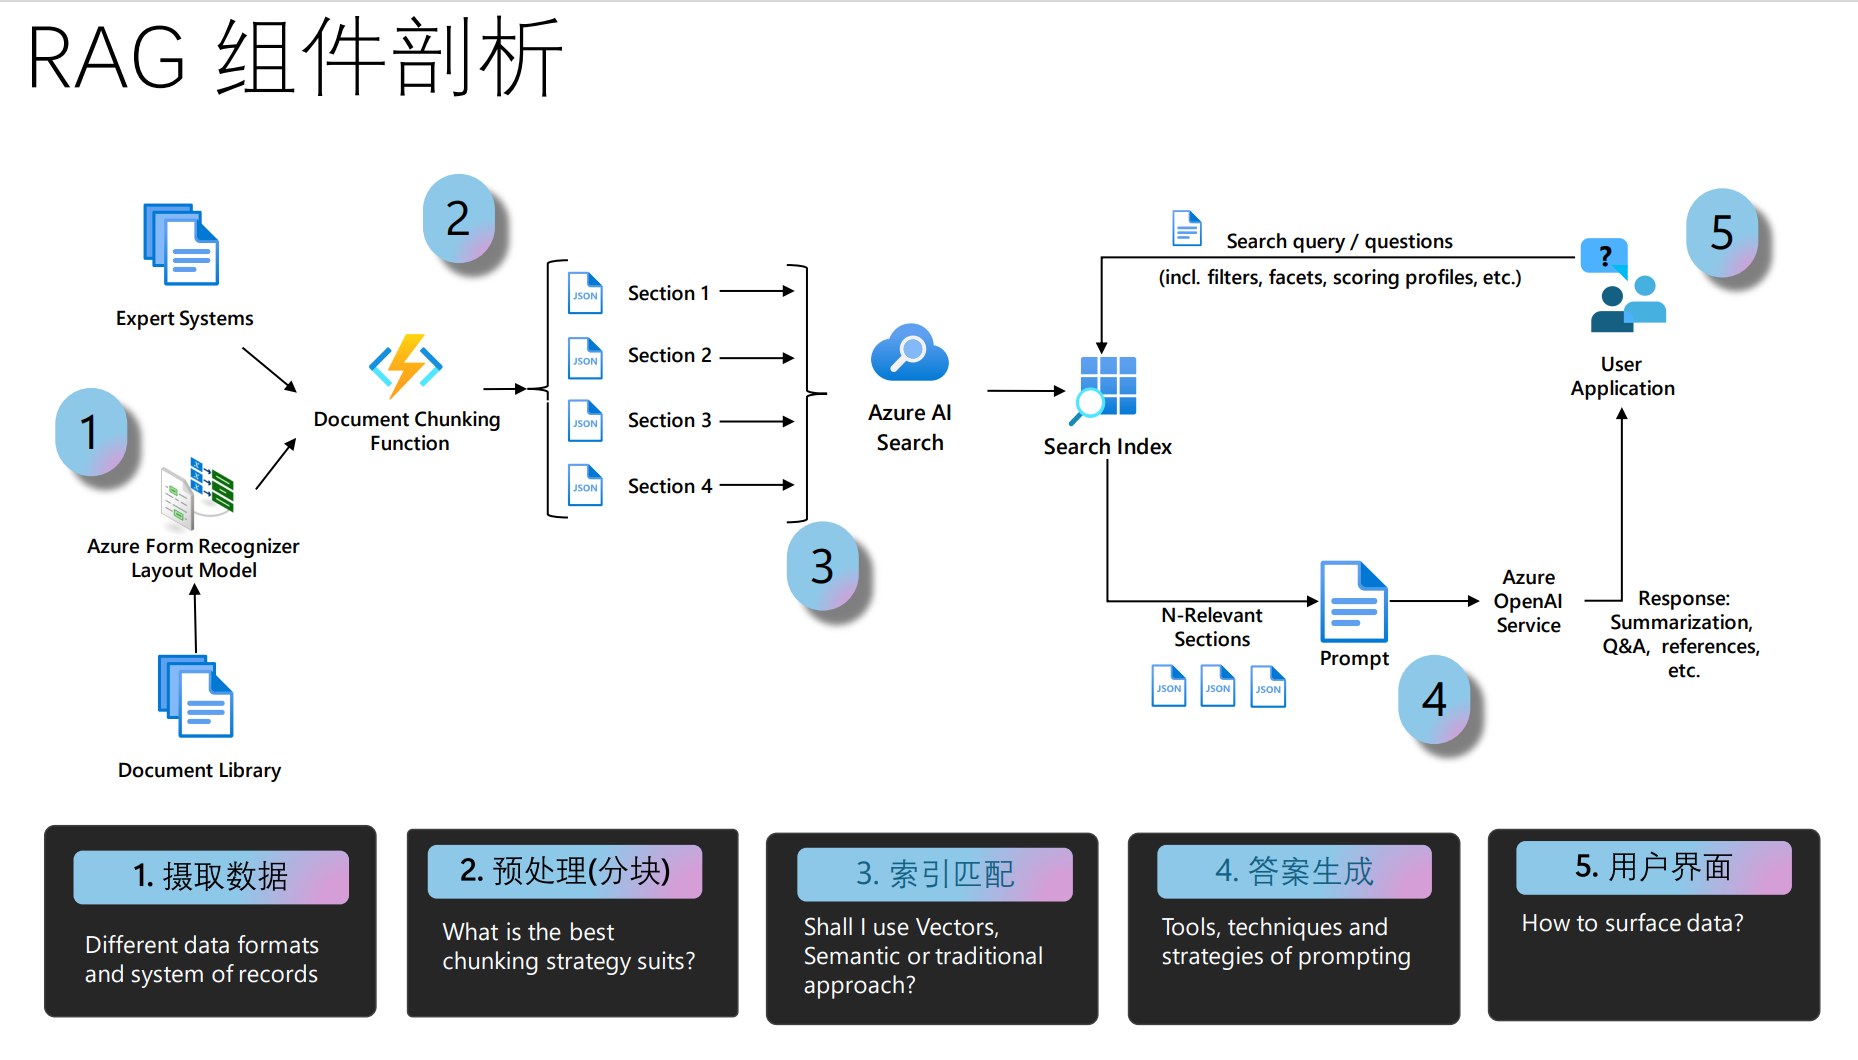 RAG 组件剖析
2
5
Search query / questions
(incl. filters, facets, scoring profiles, etc.)
?
Expert Systems
JSON
Section 1
JSON
Section 2
JSON
Section 3
JSON
Section 4
Document Chunking
Function
1
Azure AI
Search
Search Index
User
Application
Azure Form Recognizer
Layout Model
3
N-Relevant
Sections
JSON
JSON
JSON
Prompt
4
Azure
OpenAI
Service
Response:
Summarization,
Q&A, references,
etc.
Document Library
1. 摄取数据
Different data formats
and system of records
2. 预处理(分块)
What is the best
chunking strategy suits?
3. 索引匹配
Shall I use Vectors,
Semantic or traditional
approach?
4. 答案生成
Tools, techniques and
strategies of prompting
5. 用户界面
How to surface data?